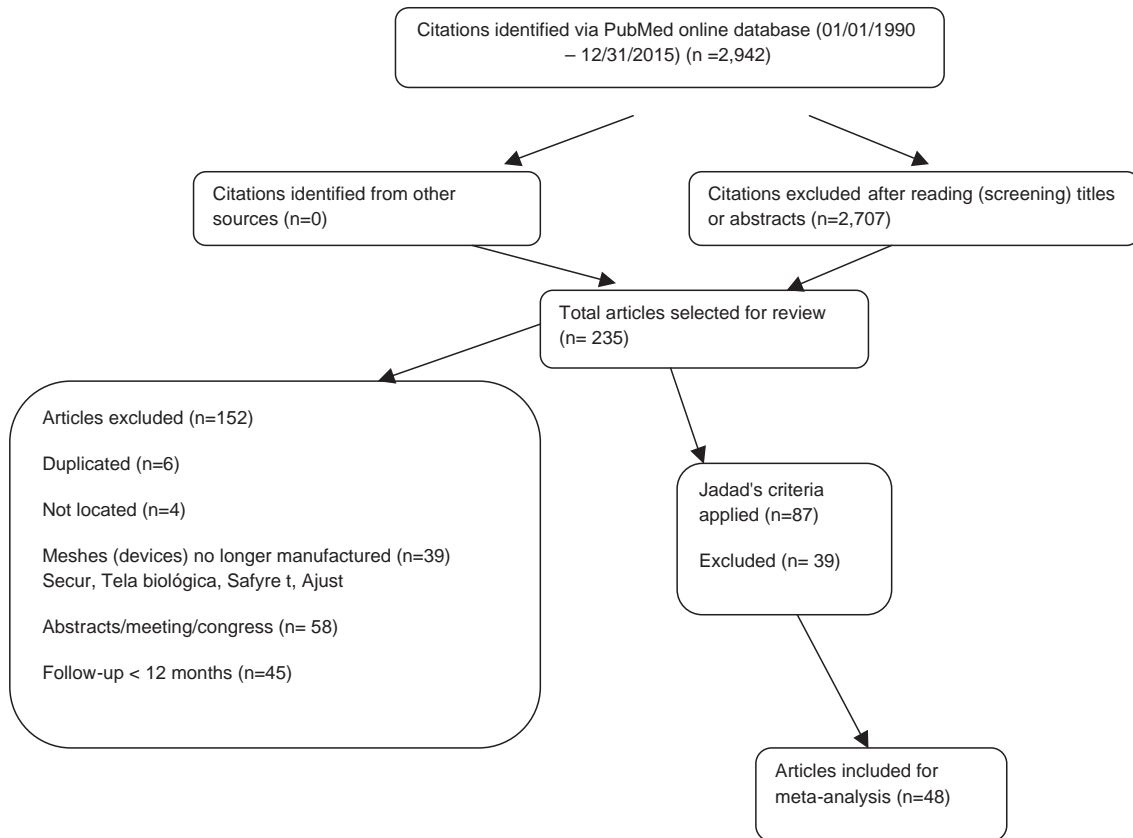 Citations identified via PubMed online database (01/01/1990
– 12/31/2015) (n =2,942)
Citations identified from other
sources (n=0)
Citations excluded after reading (screening) titles
or abstracts (n=2,707)
Total articles selected for review
(n= 235)
Articles excluded (n=152)
Duplicated (n=6)
Not located (n=4)
Meshes (devices) no longer manufactured (n=39)
Secur, Tela biológica, Safyre t, Ajust
Abstracts/meeting/congress (n= 58)
Follow-up < 12 months (n=45)
Jadad's criteria
applied (n=87)
Excluded (n= 39)
Articles included for
meta-analysis (n=48)